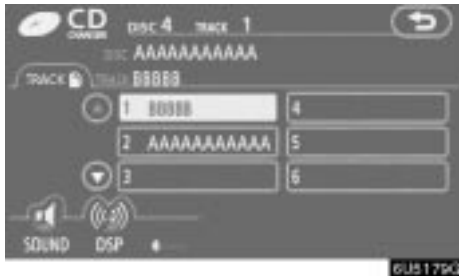 CD CHANGER DISC 4 TRACK 1
DISC AAAAAAAAAAA
TRACK TRACK BBBBB
1 BBBBB 4
2 AAAAAAAAAAA 5
3 6
SOUND DSP